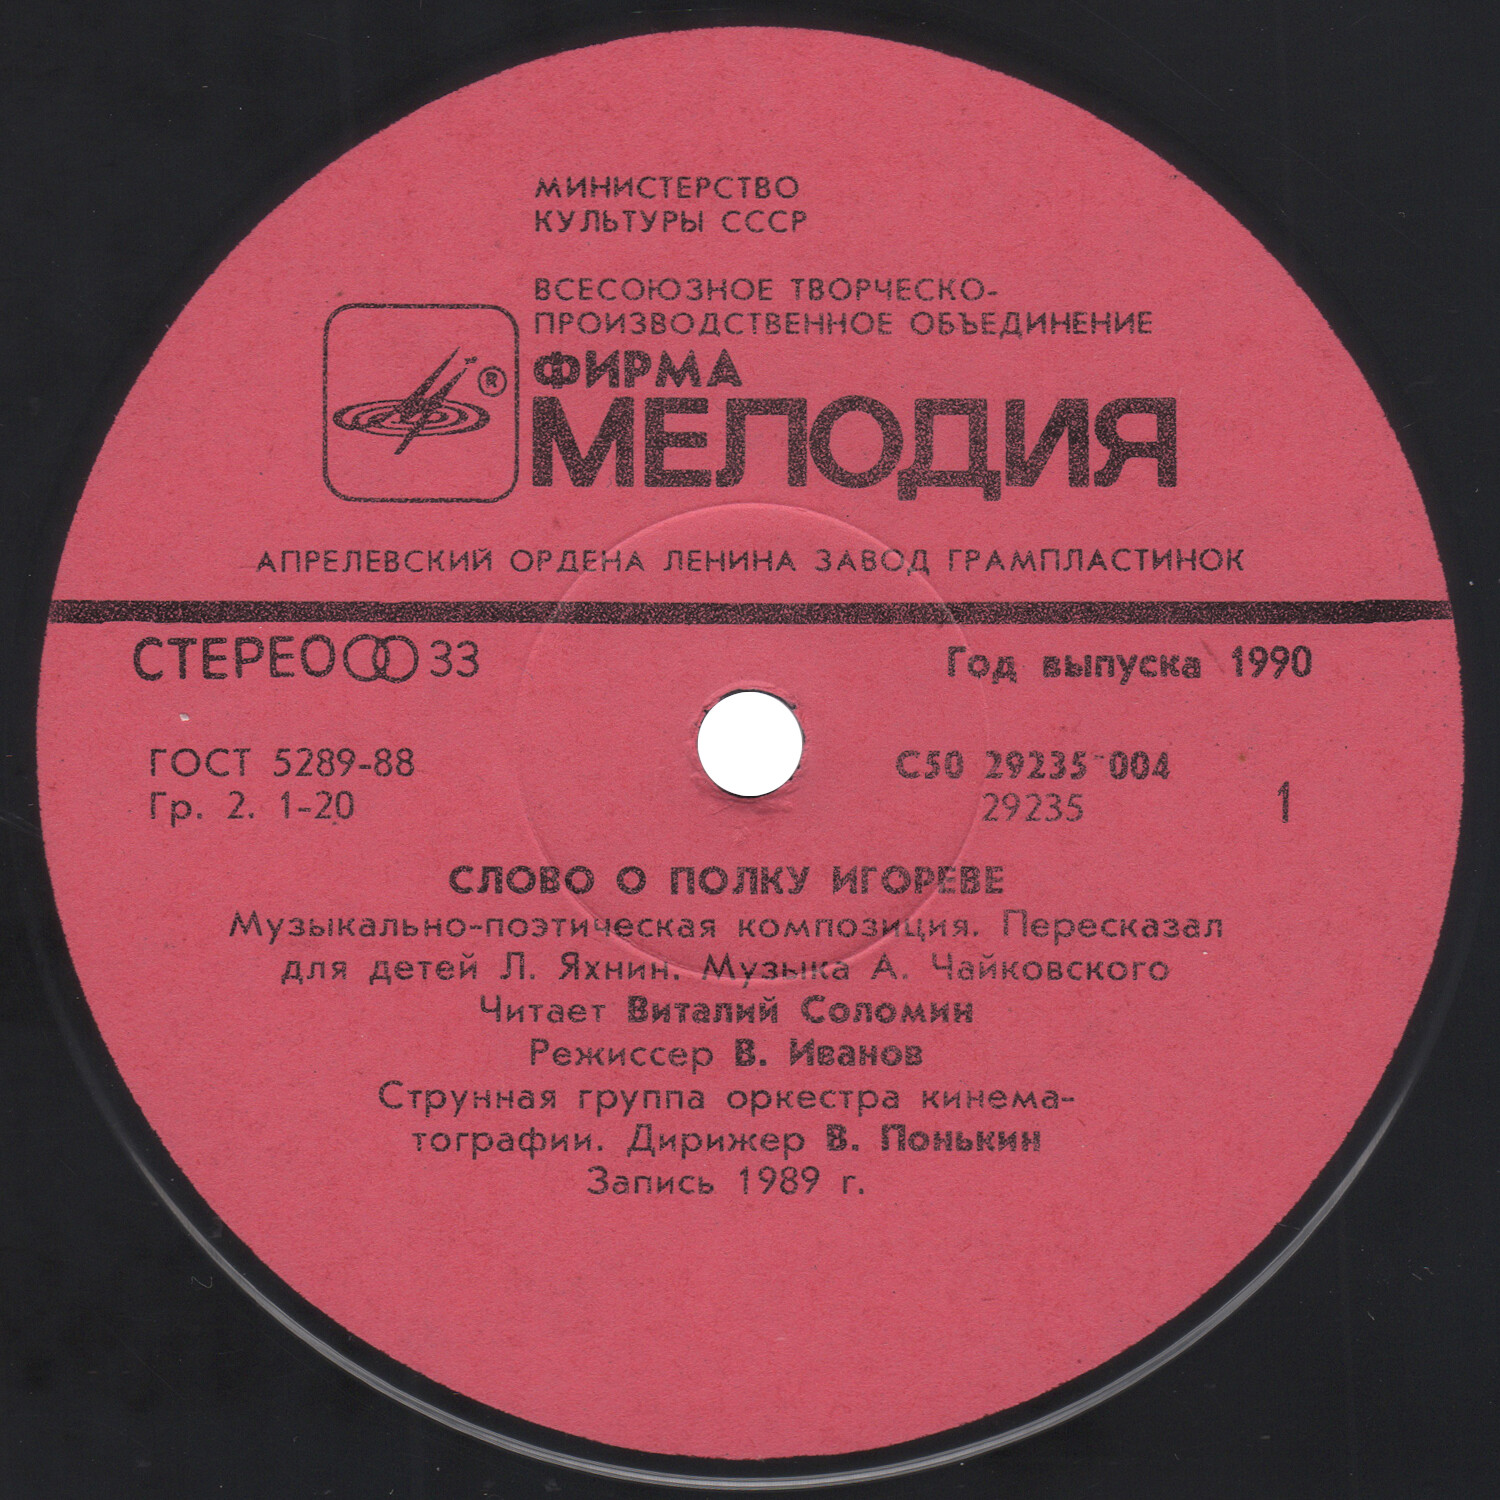 МИНИСТЕРСТВО
КУЛЬТУРЫ СССР
ВСЕСОЮЗНОЕ ТВОРЧЕСКО-
ПРОИЗВОДСТВЕННОЕ ОБЪЕДИНЕНИЕ
ФИРМА
МЕЛОДИЯ
®
АПРЕЛЕВСКИЙ ОРДЕНА ЛЕНИНА ЗАВОД ГРАМПЛАСТИНОК
СТЕРЕО 33
Год выпуска 1990
ГОСТ 5289-88
Гр. 2. 1-20
С50 29235 004
29235
1
СЛОВО О ПОЛКУ ИГОРЕВЕ
Музыкально-поэтическая композиция. Пересказал
для детей Л. Яхнин. Музыка А. Чайковского
Читает Виталий Соломин
Режиссер В. Иванов
Струнная группа оркестра кинема-
тографии. Дирижер В. Понькин
Запись 1989 г.